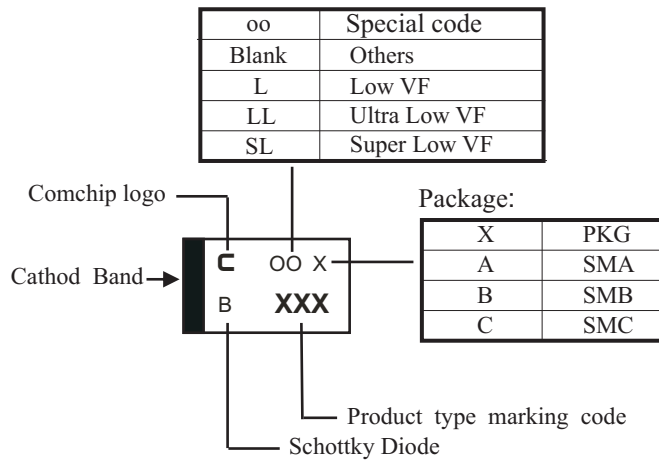 oo Special code
Blank Others
L Low VF
LL Ultra Low VF
SL Super Low VF
Comchip logo
Package:
X PKG
A SMA
B SMB
C SMC
Cathod Band
C OO X
B XXX
Product type marking code
Schottky Diode